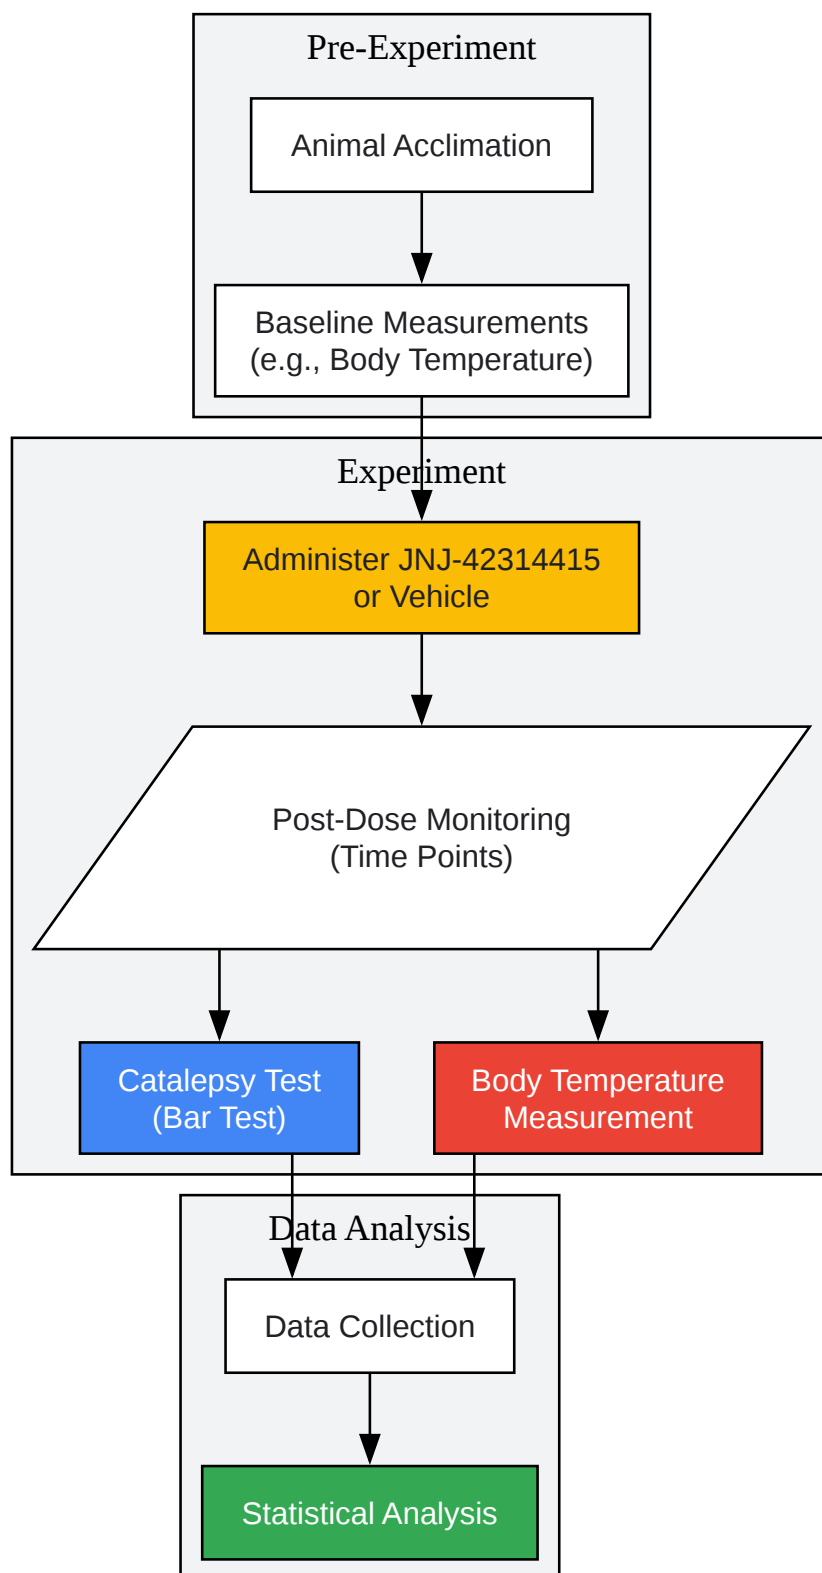 Pre-Experiment
Animal Acclimation
Baseline Measurements
(e.g., Body Temperature)
Experiment
Administer JNJ-42314415
or Vehicle
Post-Dose Monitoring
(Time Points)
Catalepsy Test
(Bar Test)
Body Temperature
Measurement
Data Analysis
Data Collection
Statistical Analysis